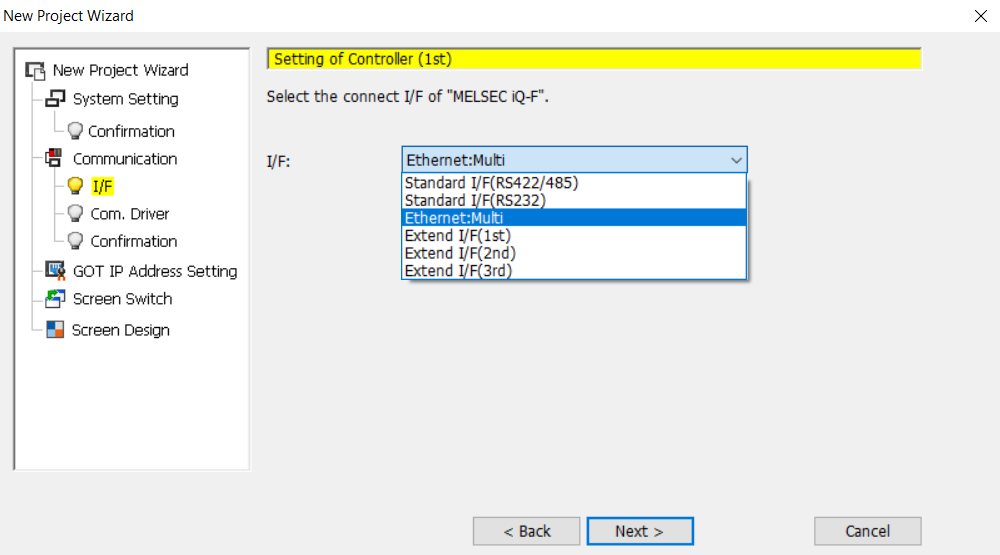 New Project Wizard
New Project Wizard
System Setting
Confirmation
Communication
I/F
Com. Driver
Confirmation
GOT IP Address Setting
Screen Switch
Screen Design
Setting of Controller (1st)
Select the connect I/F of "MELSEC iQ-F".
I/F:
Ethernet:Multi
Standard I/F(RS422/485)
Standard I/F(RS232)
Ethernet:Multi
Extend I/F(1st)
Extend I/F(2nd)
Extend I/F(3rd)
< Back
Next >
Cancel